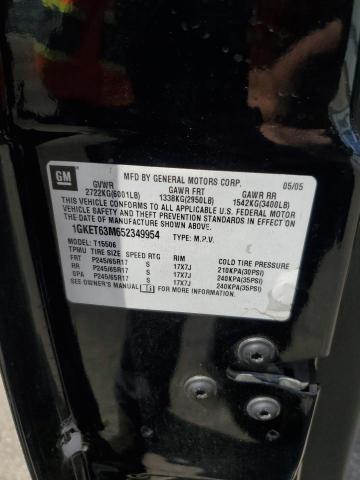 GM
MFD BY GENERAL MOTORS CORP. 05/05
GVWR GAWR FRT GAWR RR
2722KG(6001LB) 1338KG(2950LB) 1542KG(3400LB)
THIS VEHICLE CONFORMS TO ALL APPLICABLE U.S. FEDERAL MOTOR
VEHICLE SAFETY AND THEFT PREVENTION STANDARDS IN EFFECT ON
THE DATE OF MANUFACTURE SHOWN
ABOVE.
1GKET63M652349954 TYPE: M.P.V.
MODEL: T15506
TPMU TIRE SIZE SPEED RTG RIM COLD TIRE PRESSURE
FRT P245/65R17 S 17X7J 210KPA(30PSI)
RR P245/65R17 S 17X7J 240KPA(35PSI)
SPA P245/65R17 S 17X7J 240KPA(35PSI)
SEE OWNER'S MANUAL FOR MORE INFORMATION